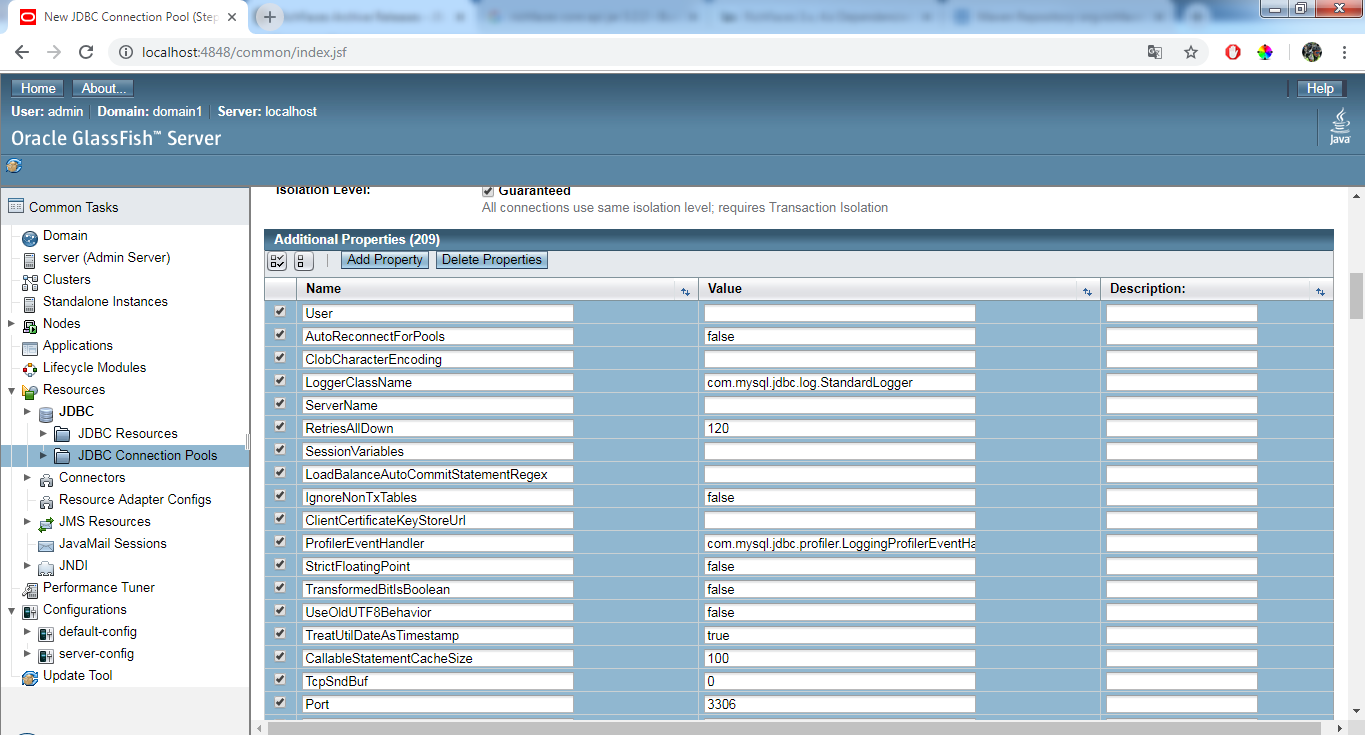 New JDBC Connection Pool (Step
localhost:4848/common/index.jsf
Home About... Help
User: admin Domain: domain1 Server: localhost
Oracle GlassFish™ Server
Java
Common Tasks
Domain
server (Admin Server)
Clusters
Standalone Instances
Nodes
Applications
Lifecycle Modules
Resources
JDBC
JDBC Resources
JDBC Connection Pools
Connectors
Resource Adapter Configs
JMS Resources
JavaMail Sessions
JNDI
Performance Tuner
Configurations
default-config
server-config
Update Tool
Isolation Level: Guaranteed
All connections use same isolation level; requires Transaction Isolation
Additional Properties (209)
Add Property Delete Properties
Name Value Description:
User
AutoReconnectForPools false
ClobCharacterEncoding
LoggerClassName com.mysql.jdbc.log.StandardLogger
ServerName
RetriesAllDown 120
SessionVariables
LoadBalanceAutoCommitStatementRegex
IgnoreNonTxTables false
ClientCertificateKeyStoreUrl
ProfilerEventHandler com.mysql.jdbc.profiler.LoggingProfilerEventHa
StrictFloatingPoint false
TransformedBitIsBoolean false
UseOldUTF8Behavior false
TreatUtilDateAsTimestamp true
CallableStatementCacheSize 100
TcpSndBuf 0
Port 3306